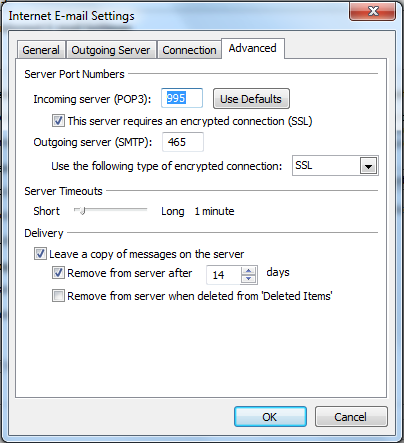 Internet E-mail Settings
General Outgoing Server Connection Advanced
Server Port Numbers
Incoming server (POP3): 995 Use Defaults
This server requires an encrypted connection (SSL)
Outgoing server (SMTP): 465
Use the following type of encrypted connection: SSL
Server Timeouts
Short Long 1 minute
Delivery
Leave a copy of messages on the server
Remove from server after 14 days
Remove from server when deleted from 'Deleted Items'
OK Cancel